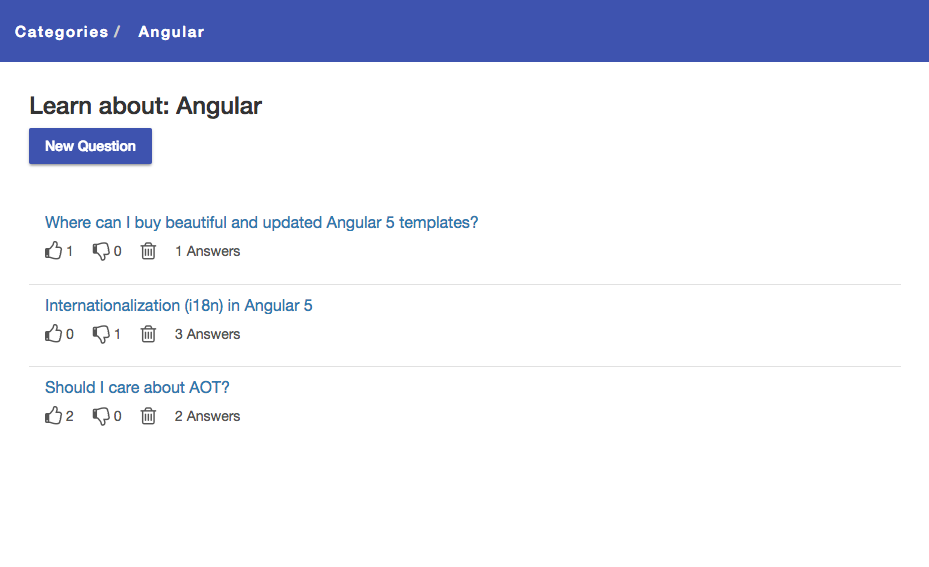 Categories / Angular
Learn about: Angular
New Question
Where can I buy beautiful and updated Angular 5 templates?
1 0 1 Answers
Internationalization (i18n) in Angular 5
0 1 3 Answers
Should I care about AOT?
2 0 2 Answers